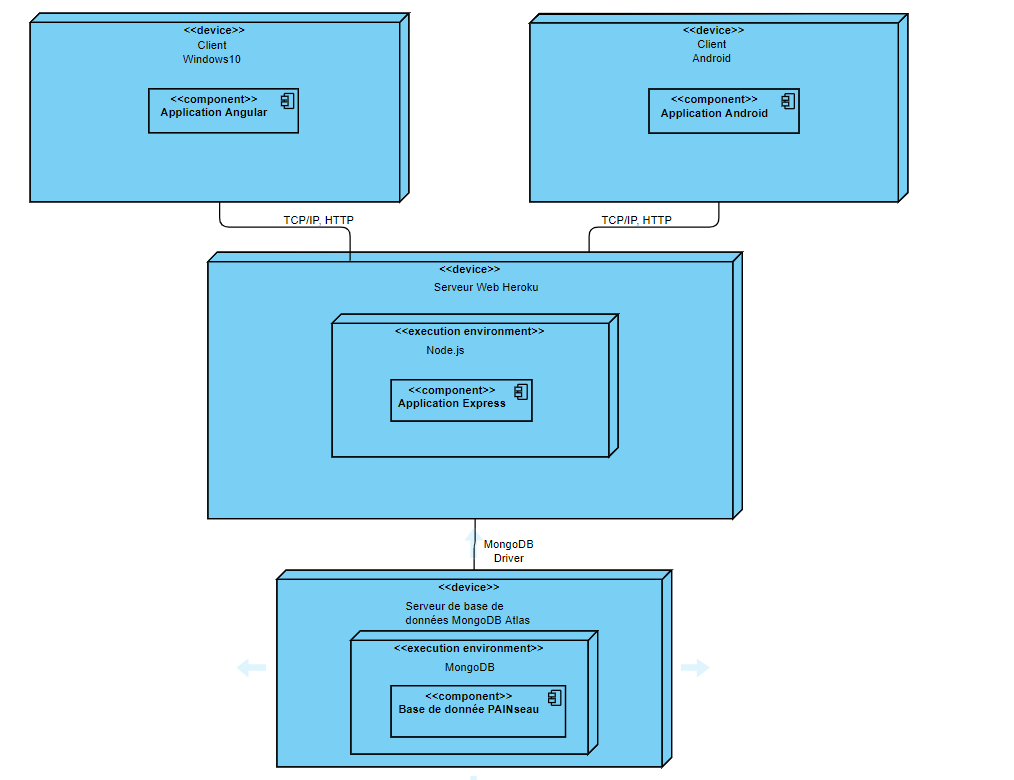 <<device>>
Client
Windows10
<<component>>
Application Angular
<<device>>
Client
Android
<<component>>
Application Android
TCP/IP, HTTP
TCP/IP, HTTP
<<device>>
Serveur Web Heroku
<<execution environment>>
Node.js
<<component>>
Application Express
MongoDB
Driver
<<device>>
Serveur de base de
données MongoDB Atlas
<<execution environment>>
MongoDB
<<component>>
Base de donnée PAINseau